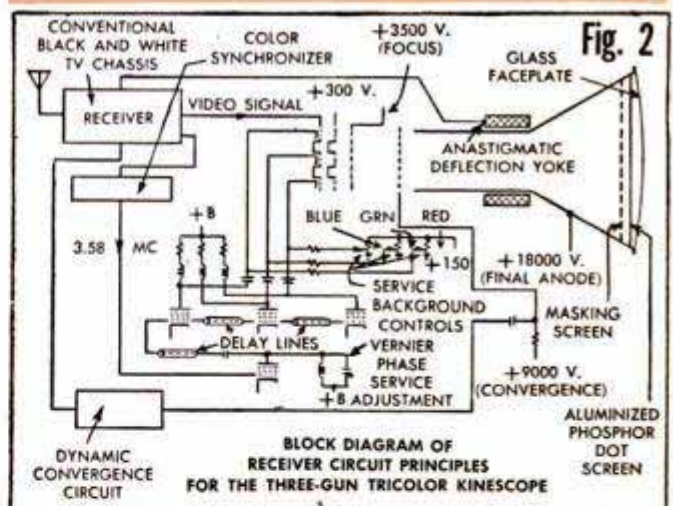 CONVENTIONAL
BLACK AND WHITE
TV CHASSIS
COLOR
SYNCHRONIZER
+3500 V.
(FOCUS)
Fig. 2
GLASS
FACEPLATE
RECEIVER
VIDEO SIGNAL
+300 V.
ANASTIGMATIC
DEFLECTION YOKE
+B
3.58 MC
BLUE GRN RED
+150
+18000 V.
(FINAL ANODE)
SERVICE
BACKGROUND
CONTROLS
MASKING
SCREEN
DELAY LINES
VERNIER
PHASE
SERVICE
ADJUSTMENT
+B
+9000 V.
(CONVERGENCE)
ALUMINIZED
PHOSPHOR
DOT
SCREEN
DYNAMIC
CONVERGENCE
CIRCUIT
BLOCK DIAGRAM OF
RECEIVER CIRCUIT PRINCIPLES
FOR THE THREE-GUN TRICOLOR KINESCOPE